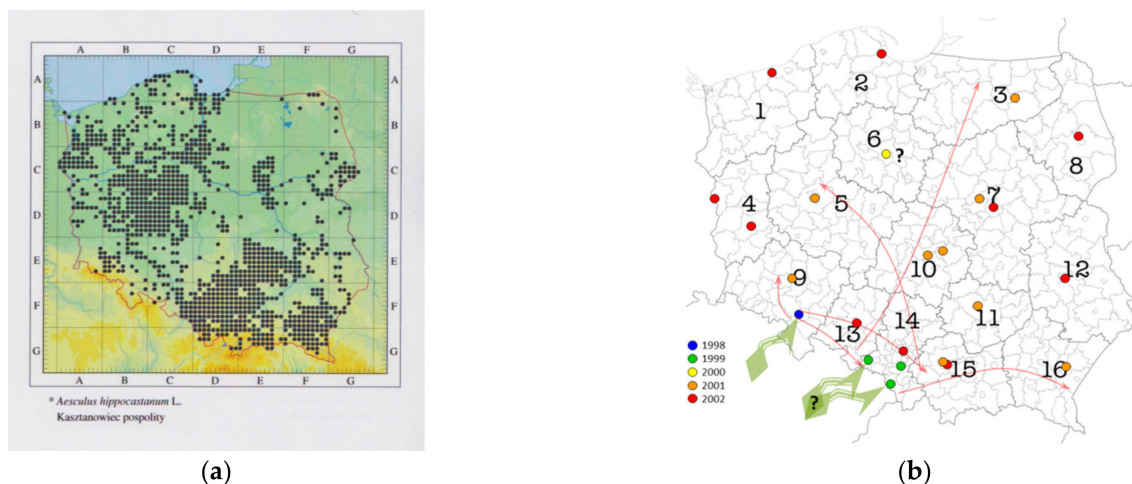 A B C D E F G
A A
B B
C C
D D
E E
F F
G G
A B C D E F G
* Aesculus hippocastanum L.
Kasztanowiec pospolity
(a)
1
2
3
4
5
6
?
7
8
9
10
11
12
13
14
15
16
?
1998
1999
2000
2001
2002
(b)